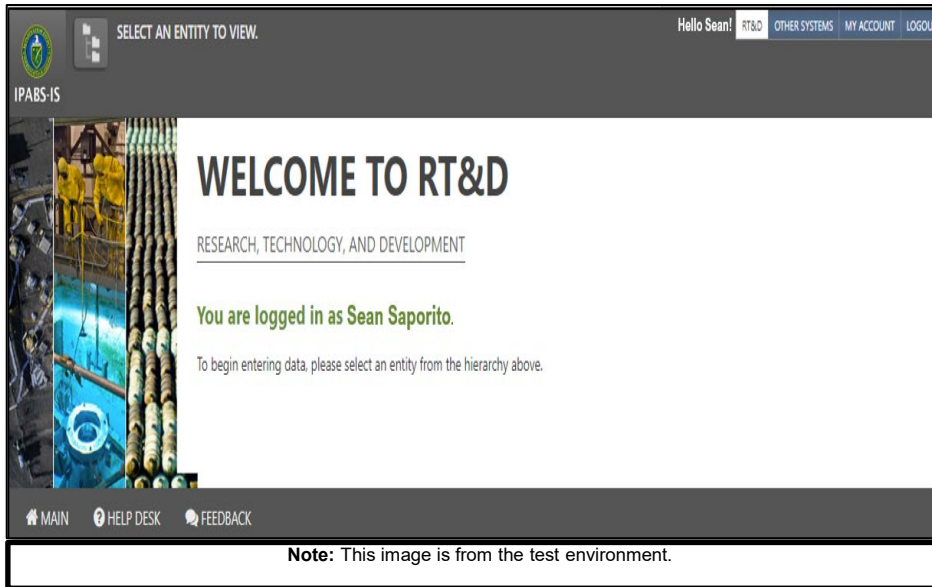 SELECT AN ENTITY TO VIEW.
Hello Sean! RT&D OTHER SYSTEMS MY ACCOUNT LOGOU
IPABS-IS
WELCOME TO RT&D
RESEARCH, TECHNOLOGY, AND DEVELOPMENT
You are logged in as Sean Saporito.
To begin entering data, please select an entity from the hierarchy above.
MAIN HELP DESK FEEDBACK
Note: This image is from the test environment.